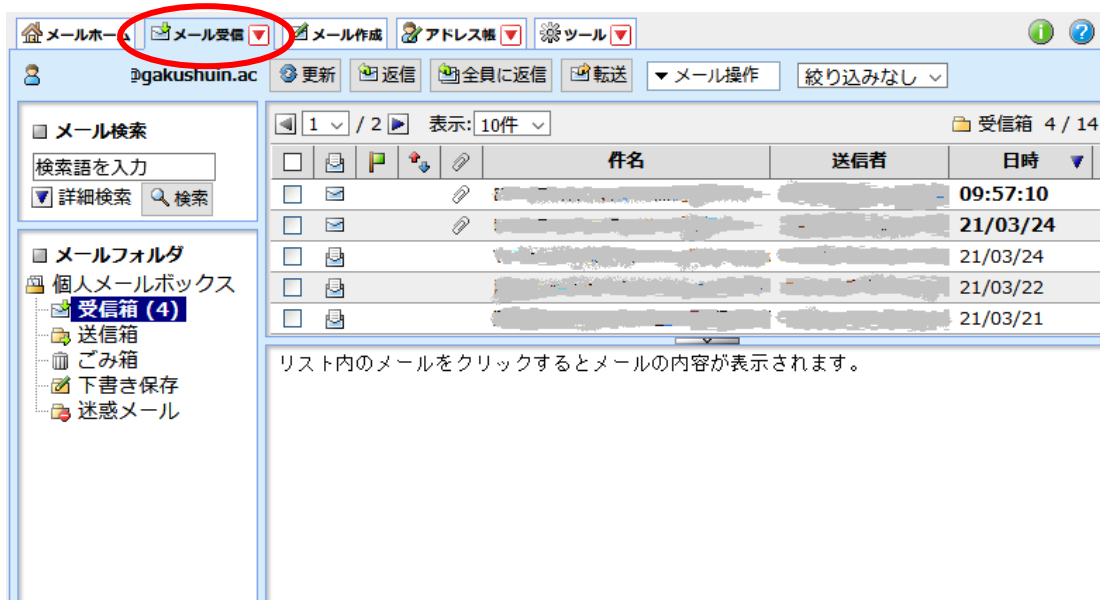 メールホーム メール受信 メール作成 アドレス帳 ツール
@gakushuin.ac 更新 返信 全員に返信 転送 ▼メール操作 絞り込みなし
メール検索
検索語を入力
詳細検索 検索
メールフォルダ
個人メールボックス
受信箱 (4)
送信箱
ごみ箱
下書き保存
迷惑メール
1 / 2 表示: 10件 受信箱 4 / 14
件名 送信者 日時
09:57:10
21/03/24
21/03/24
21/03/22
21/03/21
リスト内のメールをクリックするとメールの内容が表示されます。